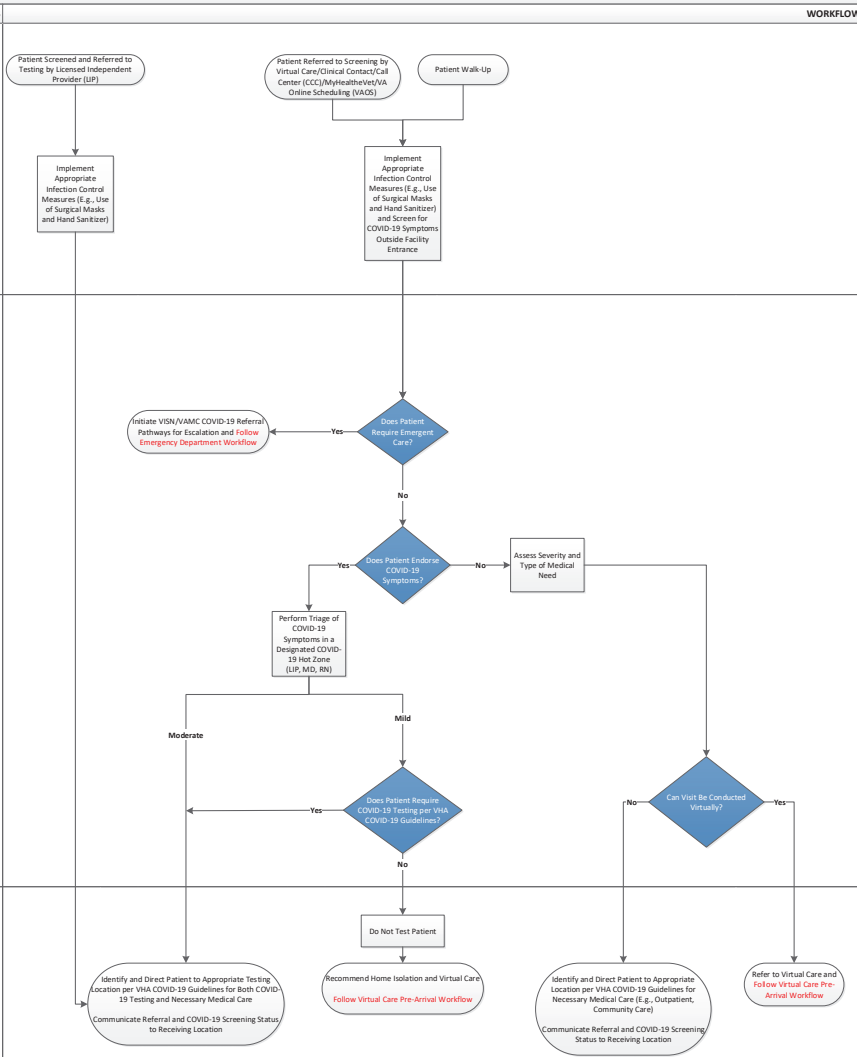 WORKFLOW
Patient Screened and Referred to
Testing by Licensed Independent
Provider (LIP)
Patient Referred to Screening by
Virtual Care/Clinical Contact/Call
Center (CCC)/MyHealtheVet/VA
Online Scheduling (VAOS)
Patient Walk-Up
Implement
Appropriate
Infection Control
Measures (E.g., Use
of Surgical Masks
and Hand Sanitizer)
Implement
Appropriate
Infection Control
Measures (E.g., Use
of Surgical Masks
and Hand Sanitizer)
and Screen for
COVID-19 Symptoms
Outside Facility
Entrance
Initiate VISN/VAMC COVID-19 Referral
Pathways for Escalation and Follow
Emergency Department Workflow
Yes
Does Patient
Require Emergent
Care?
No
Yes
Does Patient Endorse
COVID-19
Symptoms?
No
Assess Severity and
Type of Medical
Need
Perform Triage of
COVID-19
Symptoms in a
Designated COVID-
19 Hot Zone
(LIP, MD, RN)
Moderate
Mild
Yes
Does Patient Require
COVID-19 Testing per VHA
COVID-19 Guidelines?
No
No
Can Visit Be Conducted
Virtually?
Yes
Do Not Test Patient
Identify and Direct Patient to Appropriate Testing
Location per VHA COVID-19 Guidelines for Both COVID-
19 Testing and Necessary Medical Care
Communicate Referral and COVID-19 Screening Status
to Receiving Location
Recommend Home Isolation and Virtual Care
Follow Virtual Care Pre-Arrival Workflow
Identify and Direct Patient to Appropriate
Location per VHA COVID-19 Guidelines for
Necessary Medical Care (E.g., Outpatient,
Community Care)
Communicate Referral and COVID-19 Screening
Status to Receiving Location
Refer to Virtual Care and
Follow Virtual Care Pre-
Arrival Workflow